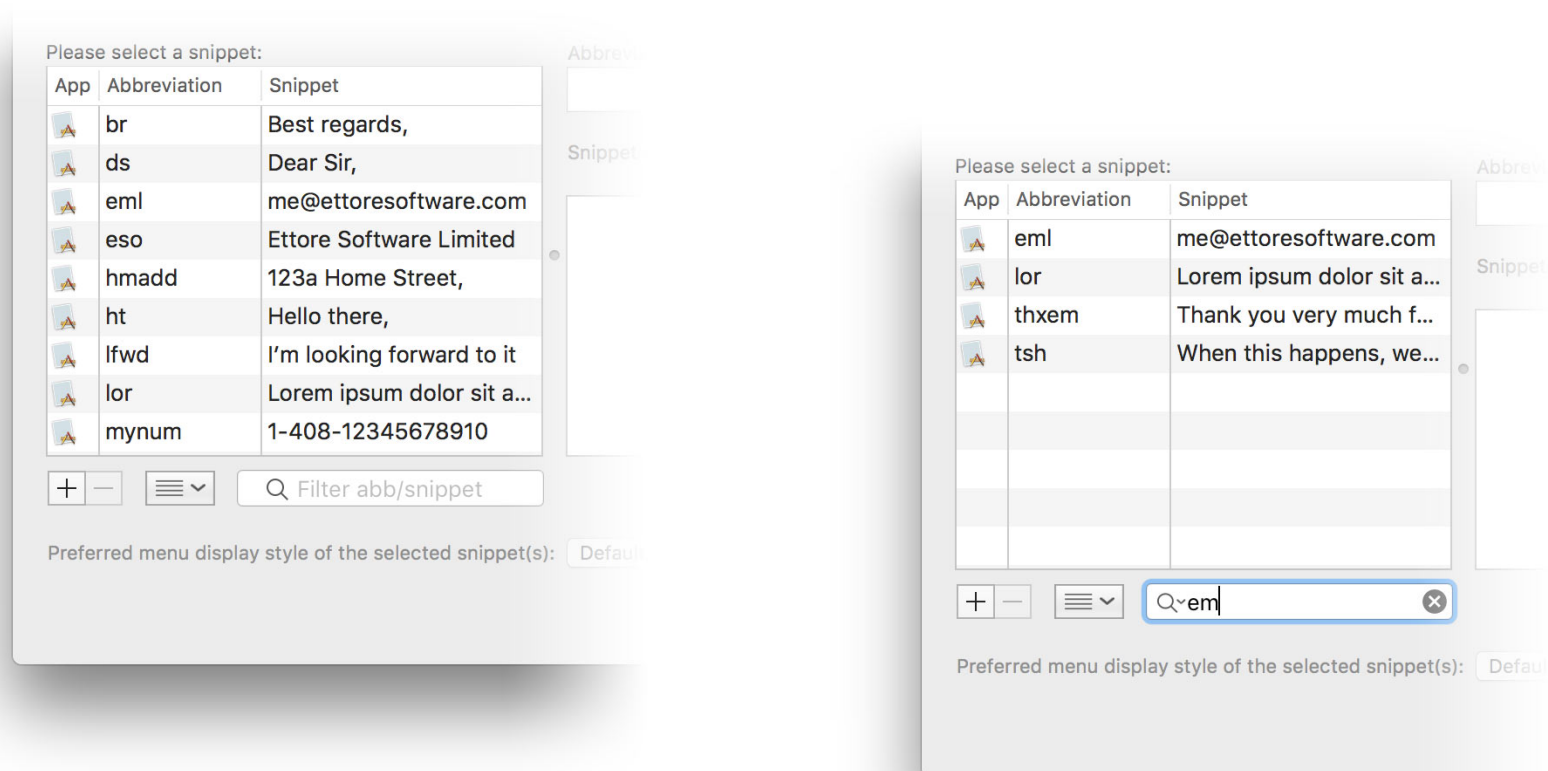 Please select a snippet:
App Abbreviation Snippet
br Best regards,
ds Dear Sir,
eml me@ettoresoftware.com
eso Ettore Software Limited
hmadd 123a Home Street,
ht Hello there,
lfwd I’m looking forward to it
lor Lorem ipsum dolor sit a...
mynum 1-408-12345678910
Filter abb/snippet
Preferred menu display style of the selected snippet(s):
Snippet
Please select a snippet:
App Abbreviation Snippet
eml me@ettoresoftware.com
lor Lorem ipsum dolor sit a...
thxem Thank you very much f...
tsh When this happens, we...
em
Preferred menu display style of the selected snippet(s):
Snippet